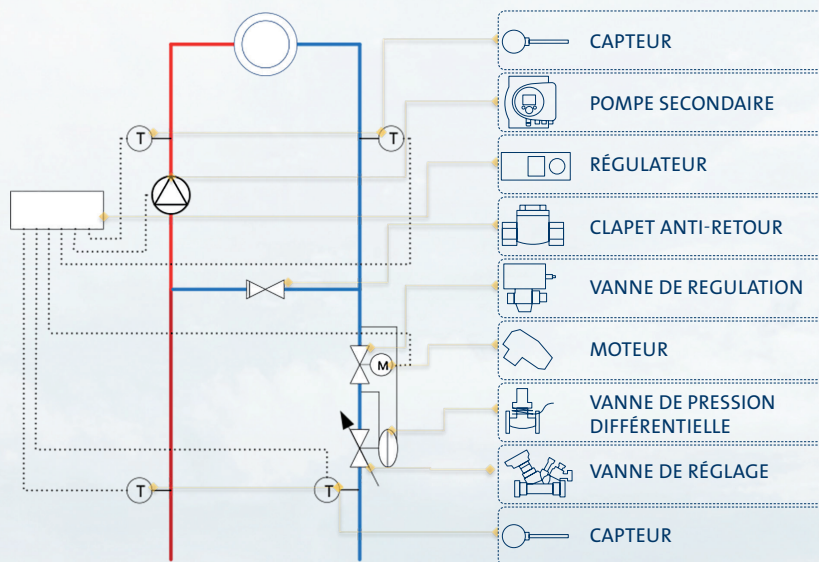 CAPTEUR
T
T
POMPE SECONDAIRE
RÉGULATEUR
CLAPET ANTI-RETOUR
VANNE DE REGULATION
MOTEUR
M
VANNE DE PRESSION
DIFFÉRENTIELLE
VANNE DE RÉGLAGE
T
T
CAPTEUR